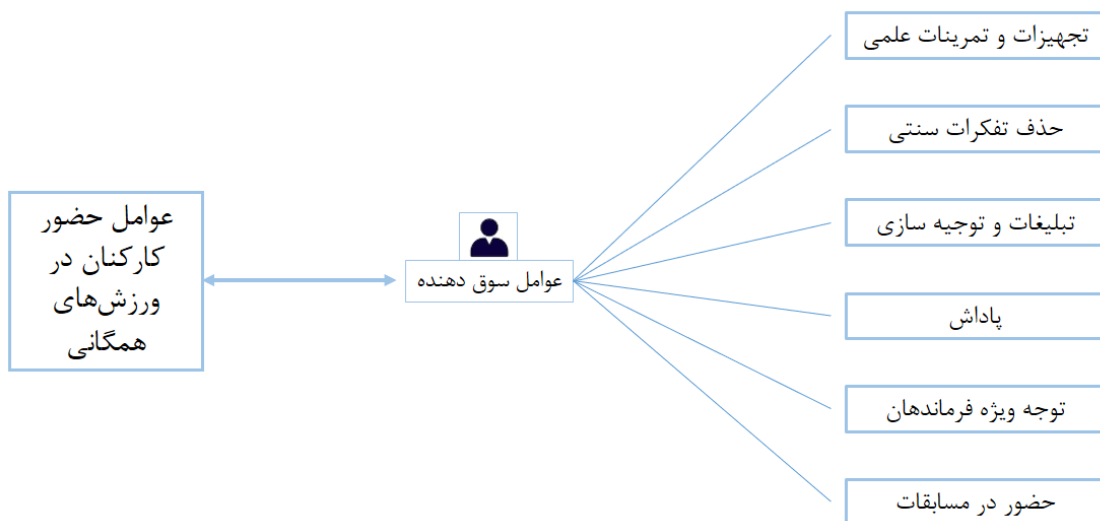 عوامل حضور
کارکنان در
ورزش‌های
همگانی
عوامل سوق دهنده
تجهیزات و تمرینات علمی
حذف تفکرات سنتی
تبلیغات و توجیه سازی
پاداش
توجه ویژه فرماندهان
حضور در مسابقات